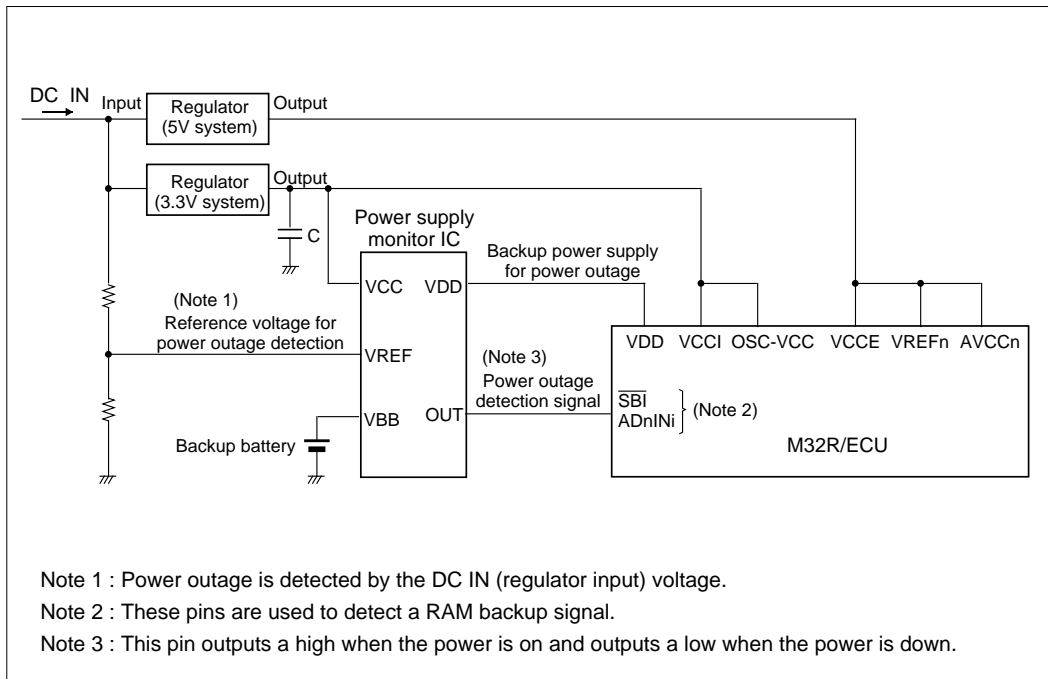 DC IN
Input
Regulator
(5V system)
Output
Regulator
(3.3V system)
Output
C
Power supply
monitor IC
VCC
VDD
Backup power supply
for power outage
(Note 1)
Reference voltage for
power outage detection
VREF
VBB
OUT
Backup battery
(Note 3)
Power outage
detection signal
VDD VCCI OSC-VCC VCCE VREFn AVCCn
SBI
ADnINi
(Note 2)
M32R/ECU
Note 1 : Power outage is detected by the DC IN (regulator input) voltage.
Note 2 : These pins are used to detect a RAM backup signal.
Note 3 : This pin outputs a high when the power is on and outputs a low when the power is down.